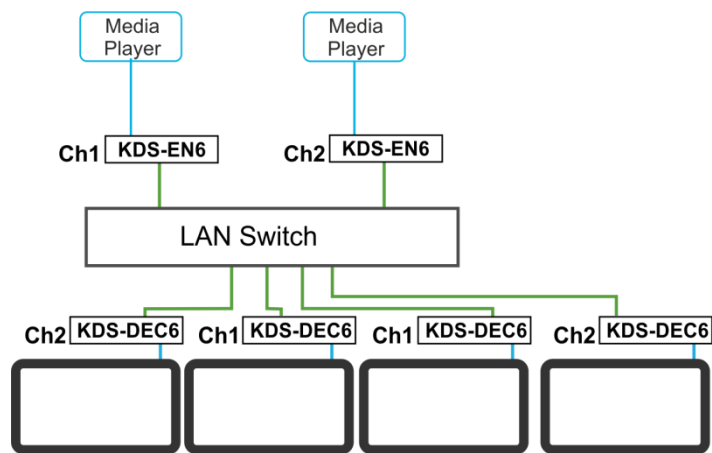 Media
Player
Media
Player
Ch1 KDS-EN6
Ch2 KDS-EN6
LAN Switch
Ch2 KDS-DEC6
Ch1 KDS-DEC6
Ch1 KDS-DEC6
Ch2 KDS-DEC6